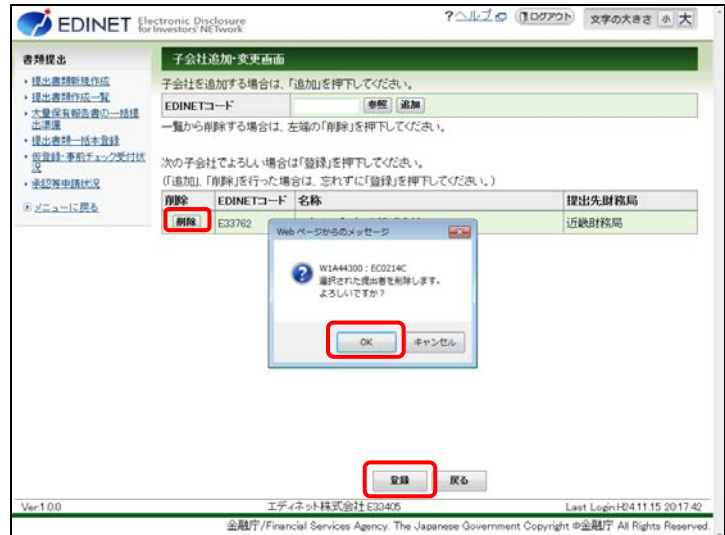 EDINET Electronic Disclosure
for Investors' NETwork
?ヘルプ
ログアウト
文字の大きさ 小 大
書類提出
・提出書類新規作成
・提出書類作成一覧
・大量保有報告書の一括提
出準備
・提出書類一括本登録
・仮登録・事前チェック受付状
況
・承認等申請状況
メニューに戻る
子会社追加・変更画面
子会社を追加する場合は、「追加」を押下してください。
EDINETコード 参照 追加
一覧から削除する場合は、左端の「削除」を押下してください。
次の子会社でよろしい場合は「登録」を押下してください。
(「追加」、「削除」を行った場合は、忘れずに「登録」を押下してください。)
削除 EDINETコード 名称 提出先財務局
削除 E33762 近畿財務局
Web ページからのメッセージ
W1A44300 : EC0214C
選択された提出者を削除します。
よろしいですか？
OK キャンセル
登録 戻る
Ver.1.0.0 エディネット株式会社 E33405 Last Login:H24.11.15 20:17:42
金融庁/Financial Services Agency. The Japanese Government Copyright ©金融庁 All Rights Reserved.